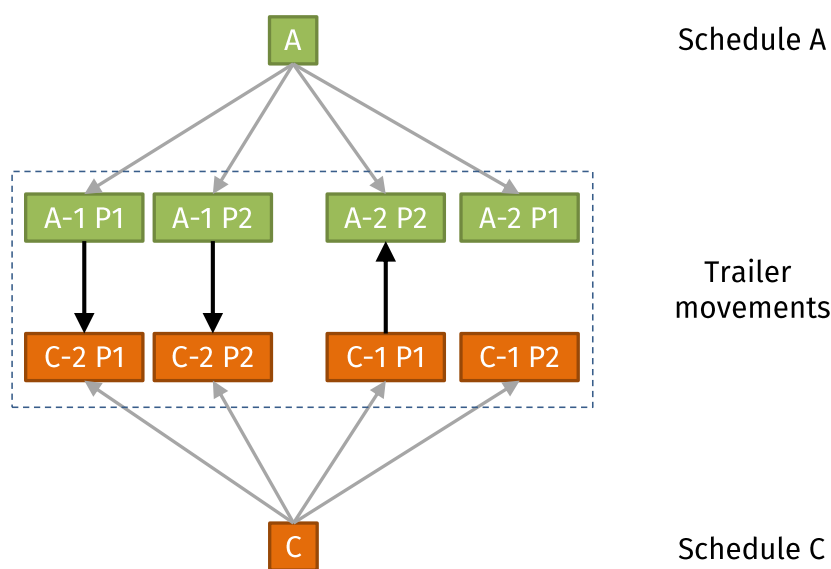 A
Schedule A
A-1 P1
A-1 P2
A-2 P2
A-2 P1
Trailer
movements
C-2 P1
C-2 P2
C-1 P1
C-1 P2
C
Schedule C